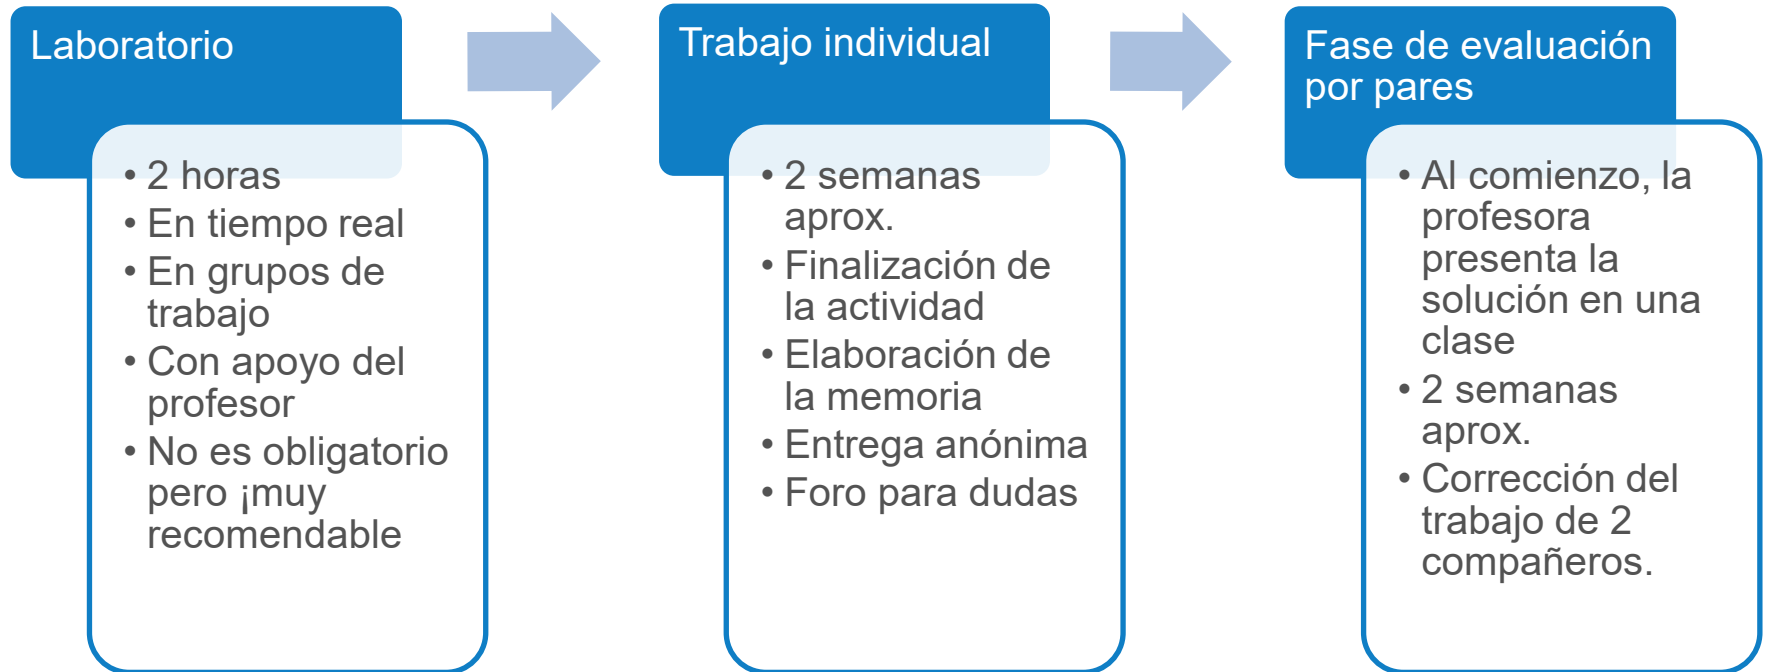 Laboratorio
• 2 horas
• En tiempo real
• En grupos de
trabajo
• Con apoyo del
profesor
• No es obligatorio
pero ¡muy
recomendable
Trabajo individual
• 2 semanas
aprox.
• Finalización de
la actividad
• Elaboración de
la memoria
• Entrega anónima
• Foro para dudas
Fase de evaluación
por pares
• Al comienzo, la
profesora
presenta la
solución en una
clase
• 2 semanas
aprox.
• Corrección del
trabajo de 2
compañeros.